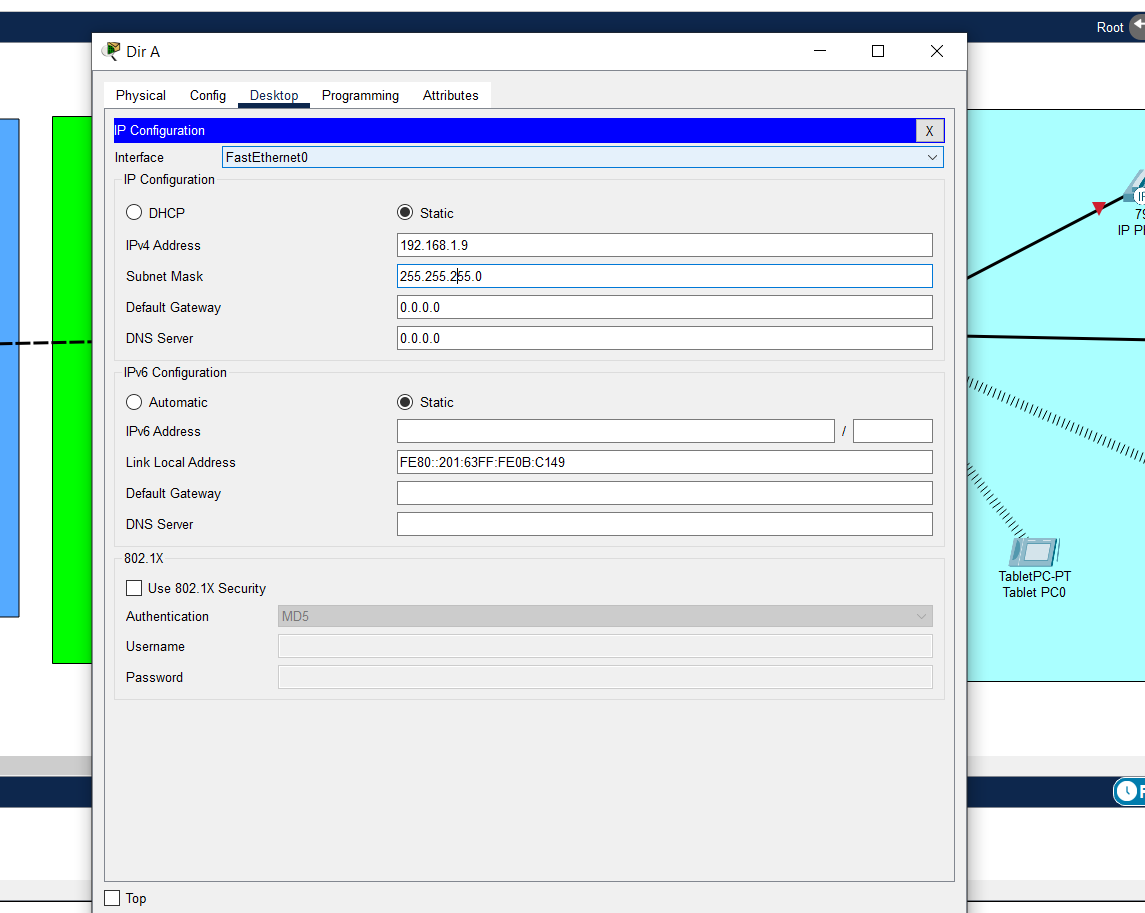 Root
Dir A
Physical Config Desktop Programming Attributes
IP Configuration X
Interface FastEthernet0
IP Configuration
DHCP Static
IPv4 Address 192.168.1.9
Subnet Mask 255.255.255.0
Default Gateway 0.0.0.0
DNS Server 0.0.0.0
IPv6 Configuration
Automatic Static
IPv6 Address /
Link Local Address FE80::201:63FF:FE0B:C149
Default Gateway
DNS Server
802.1X
Use 802.1X Security
Authentication MD5
Username
Password
Top
IP
TabletPC-PT
Tablet PC0